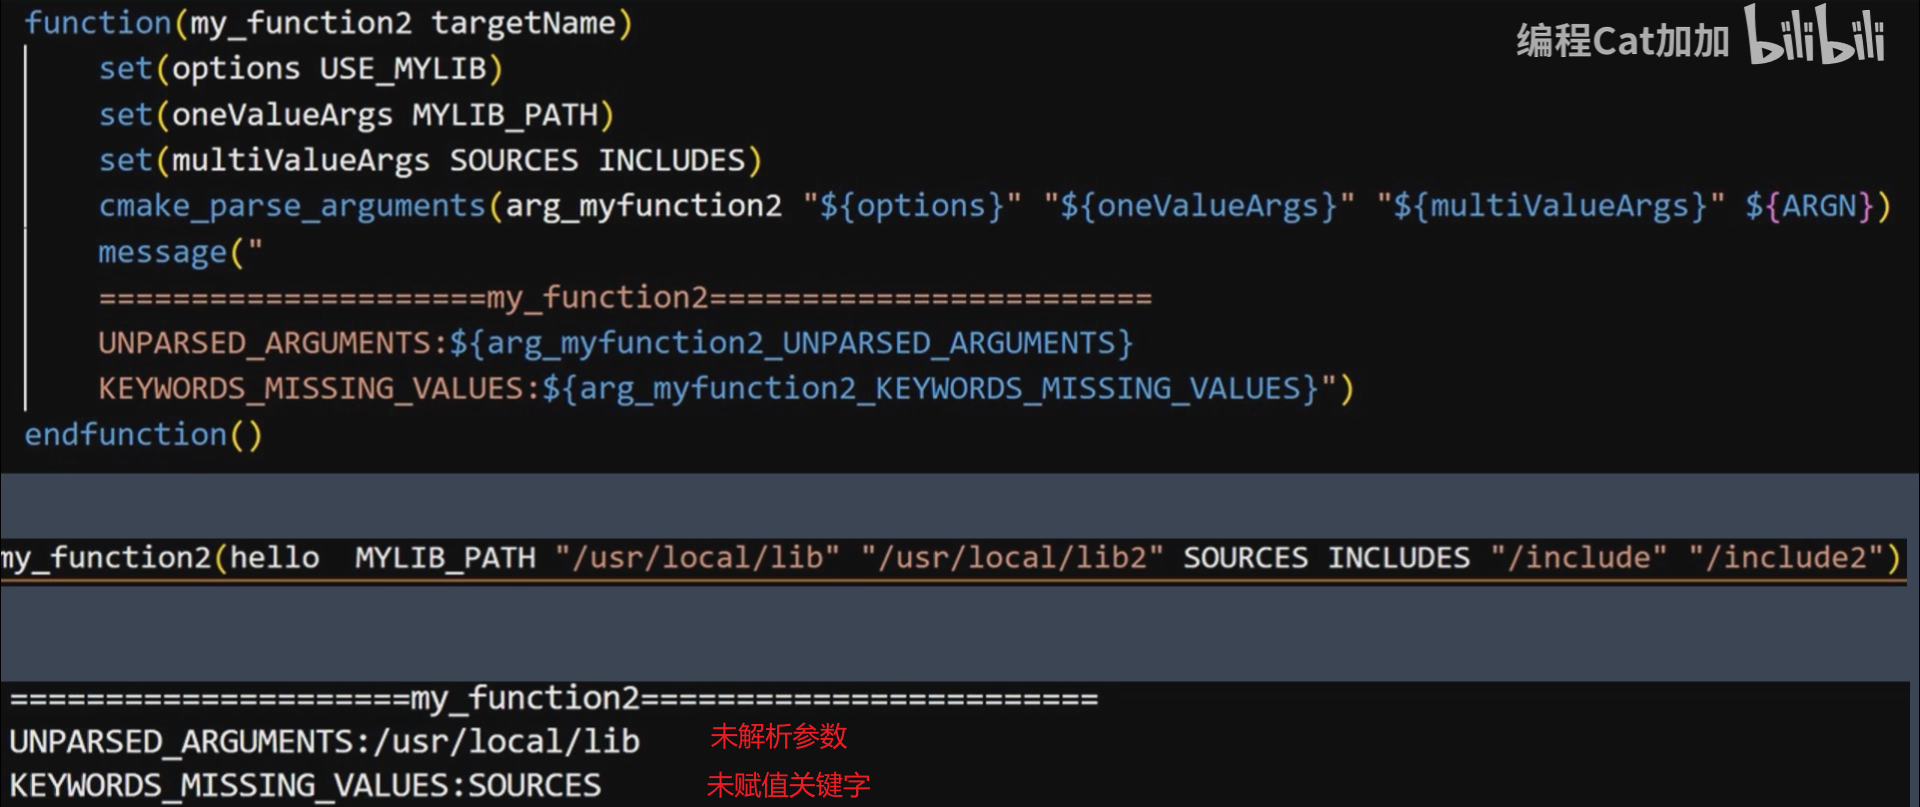 function(my_function2 targetName)
编程Cat加加 bilibili
set(options USE_MYLIB)
set(oneValueArgs MYLIB_PATH)
set(multiValueArgs SOURCES INCLUDES)
cmake_parse_arguments(arg_myfunction2 "${options}" "${oneValueArgs}" "${multiValueArgs}" ${ARGN})
message("
=====================my_function2========================
UNPARSED_ARGUMENTS:${arg_myfunction2_UNPARSED_ARGUMENTS}
KEYWORDS_MISSING_VALUES:${arg_myfunction2_KEYWORDS_MISSING_VALUES}")
endfunction()
my_function2(hello  MYLIB_PATH "/usr/local/lib" "/usr/local/lib2" SOURCES INCLUDES "/include" "/include2")
=====================my_function2========================
UNPARSED_ARGUMENTS:/usr/local/lib 未解析参数
KEYWORDS_MISSING_VALUES:SOURCES 未赋值关键字